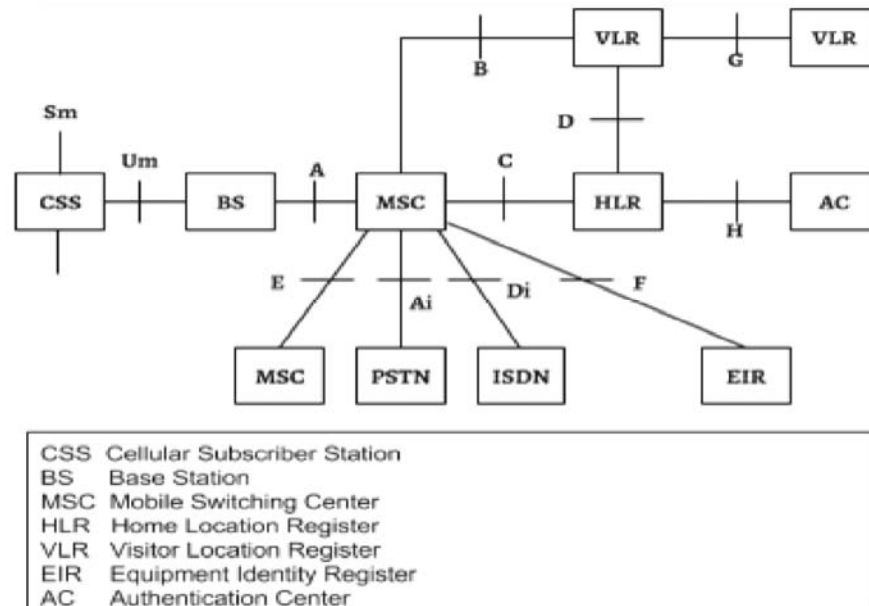 VLR
VLR
B
G
Sm
D
Um
A
C
CSS
BS
MSC
HLR
AC
H
E
Ai
Di
F
MSC
PSTN
ISDN
EIR
CSS Cellular Subscriber Station
BS Base Station
MSC Mobile Switching Center
HLR Home Location Register
VLR Visitor Location Register
EIR Equipment Identity Register
AC Authentication Center